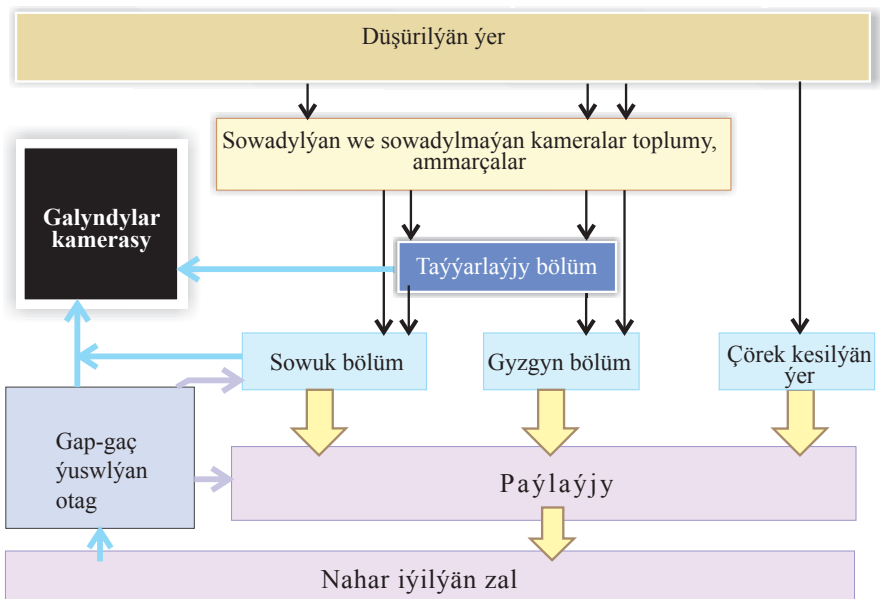 Düşürilýän ýer
Sowadylýan we sowadylmaýan kameralar toplumy,
ammarçalar
Galyndylar
kamerasy
Taýýarlaýjy bölüm
Sowuk bölüm
Gyzgyn bölüm
Çörek kesilýän
ýer
Gap-gaç
ýuswlýan
otag
Paýlaýjy
Nahar iýilýän zal